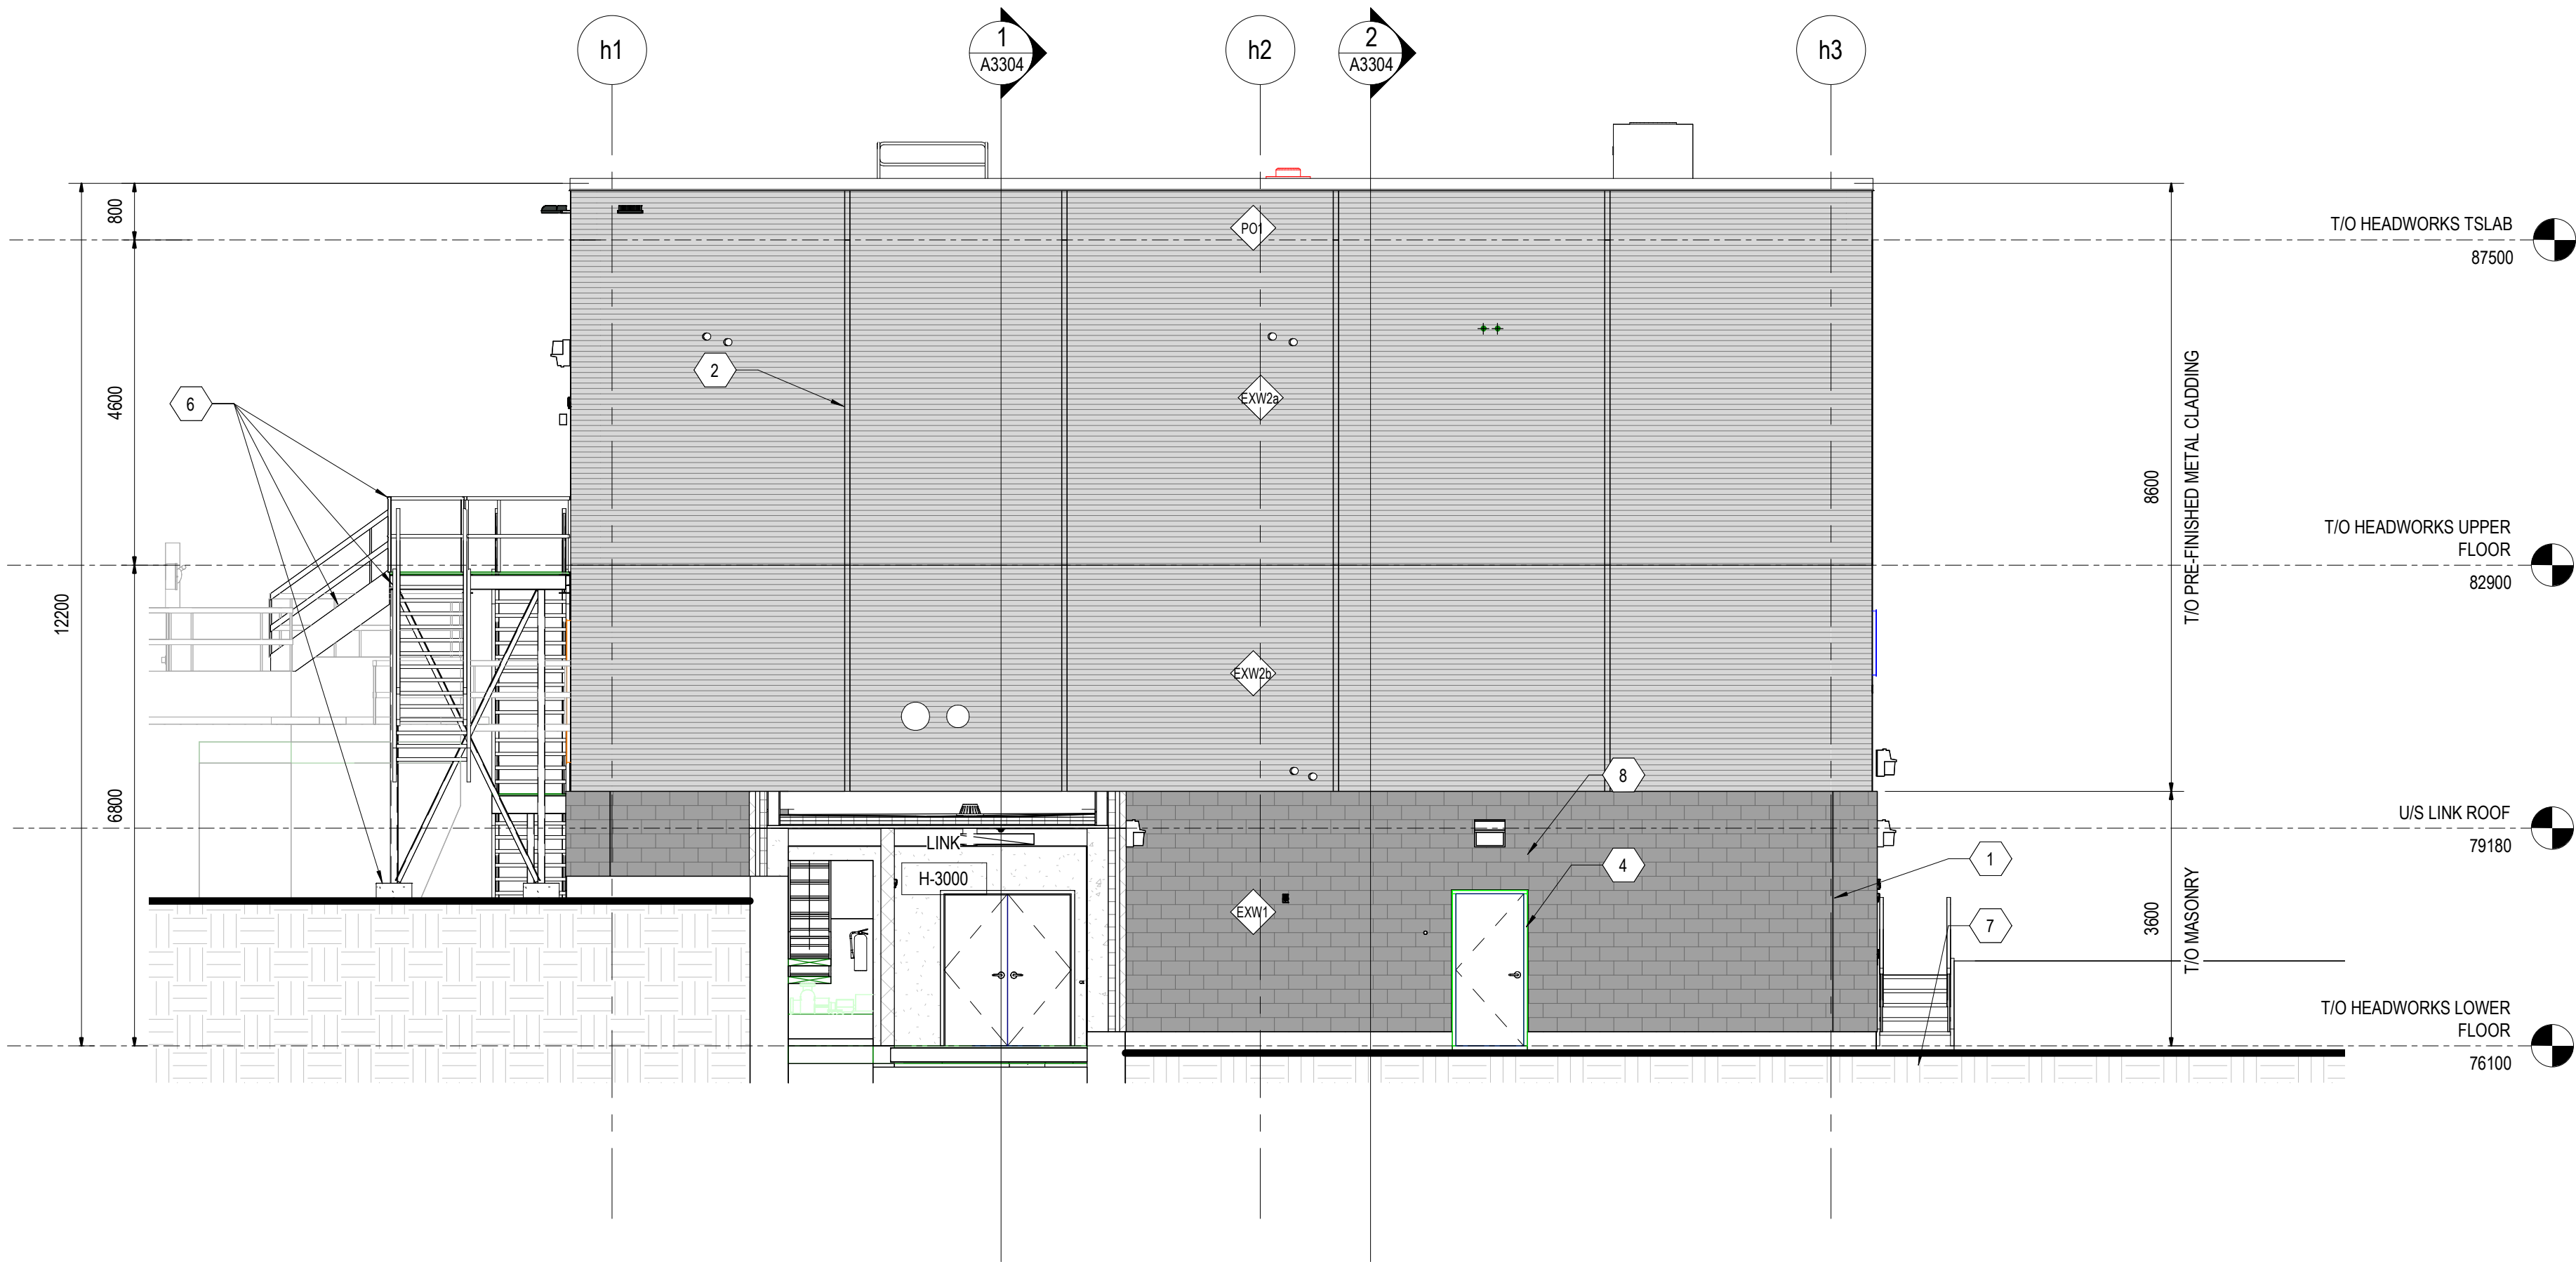 h1
1
A3304
h2
2
A3304
h3
800
4600
12200
6800
PO1
2
6
EXW2a
EXW2b
8
LINK
H-3000
4
EXW1
1
7
8600
T/O PRE-FINISHED METAL CLADDING
3600
T/O MASONRY
T/O HEADWORKS TSLAB
87500
T/O HEADWORKS UPPER
FLOOR
82900
U/S LINK ROOF
79180
T/O HEADWORKS LOWER
FLOOR
76100